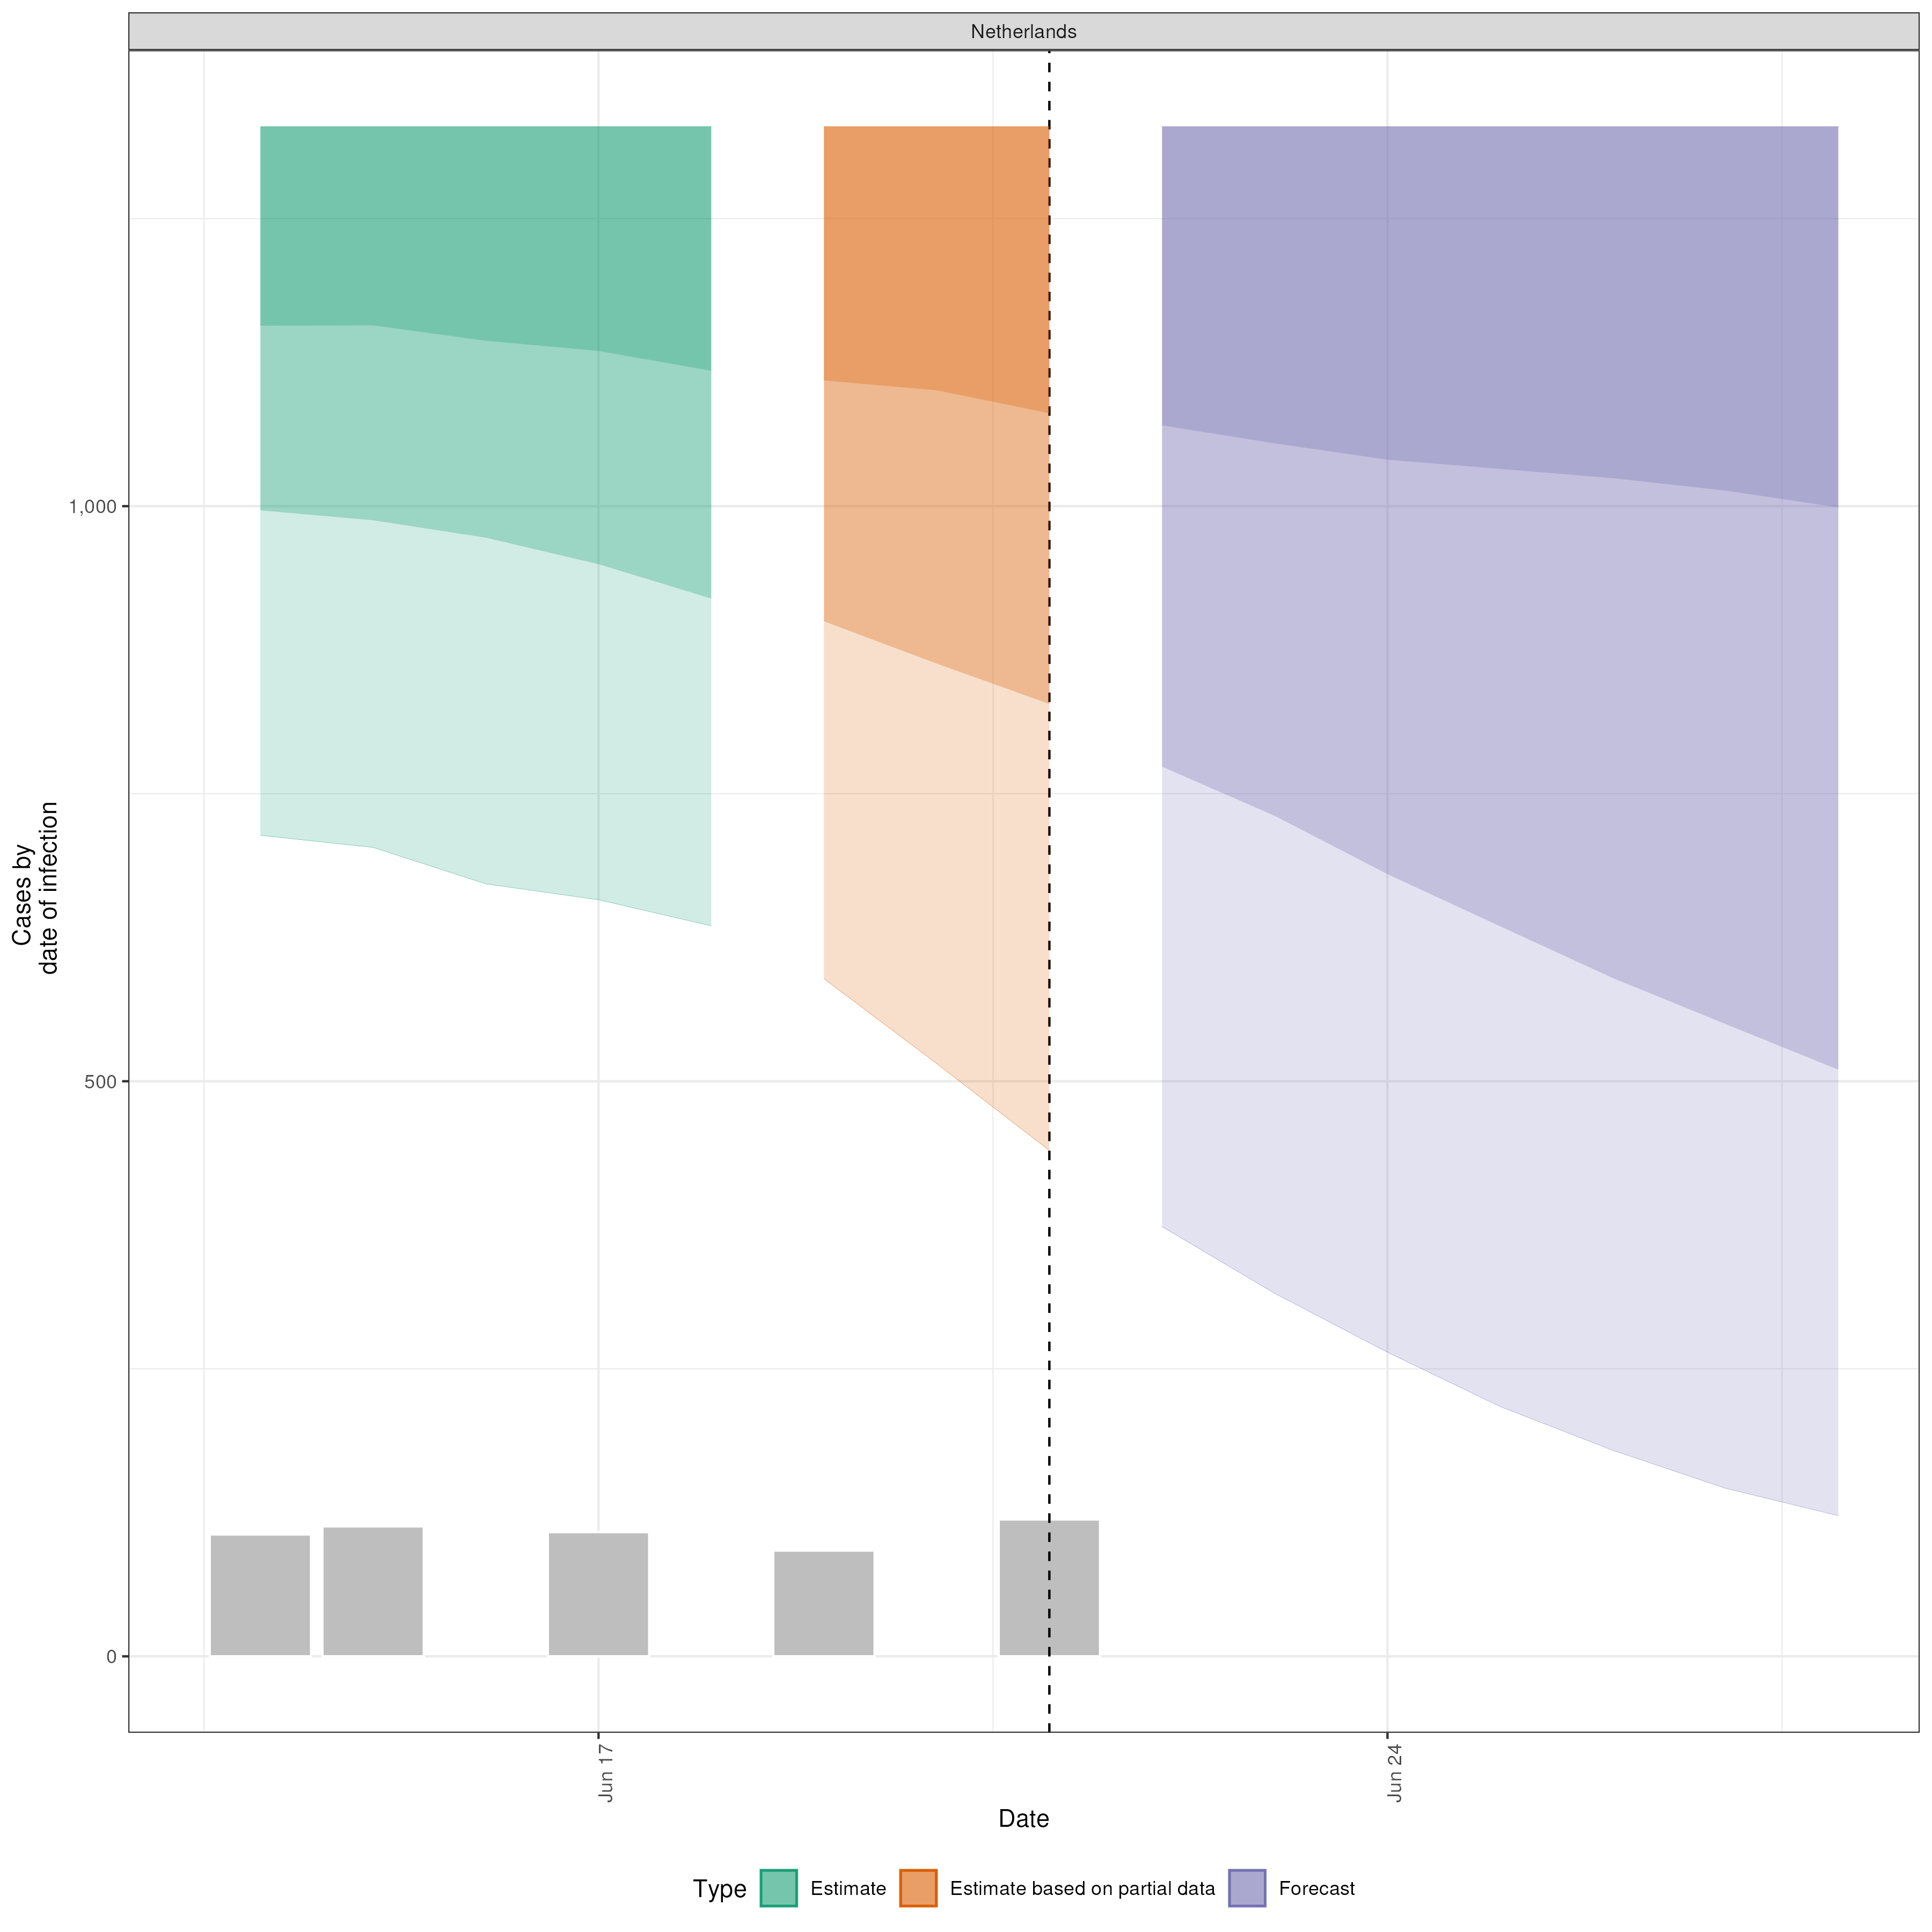 Netherlands
1,000
500
0
Cases by
date of infection
Jun 17
Jun 24
Date
Type Estimate Estimate based on partial data Forecast